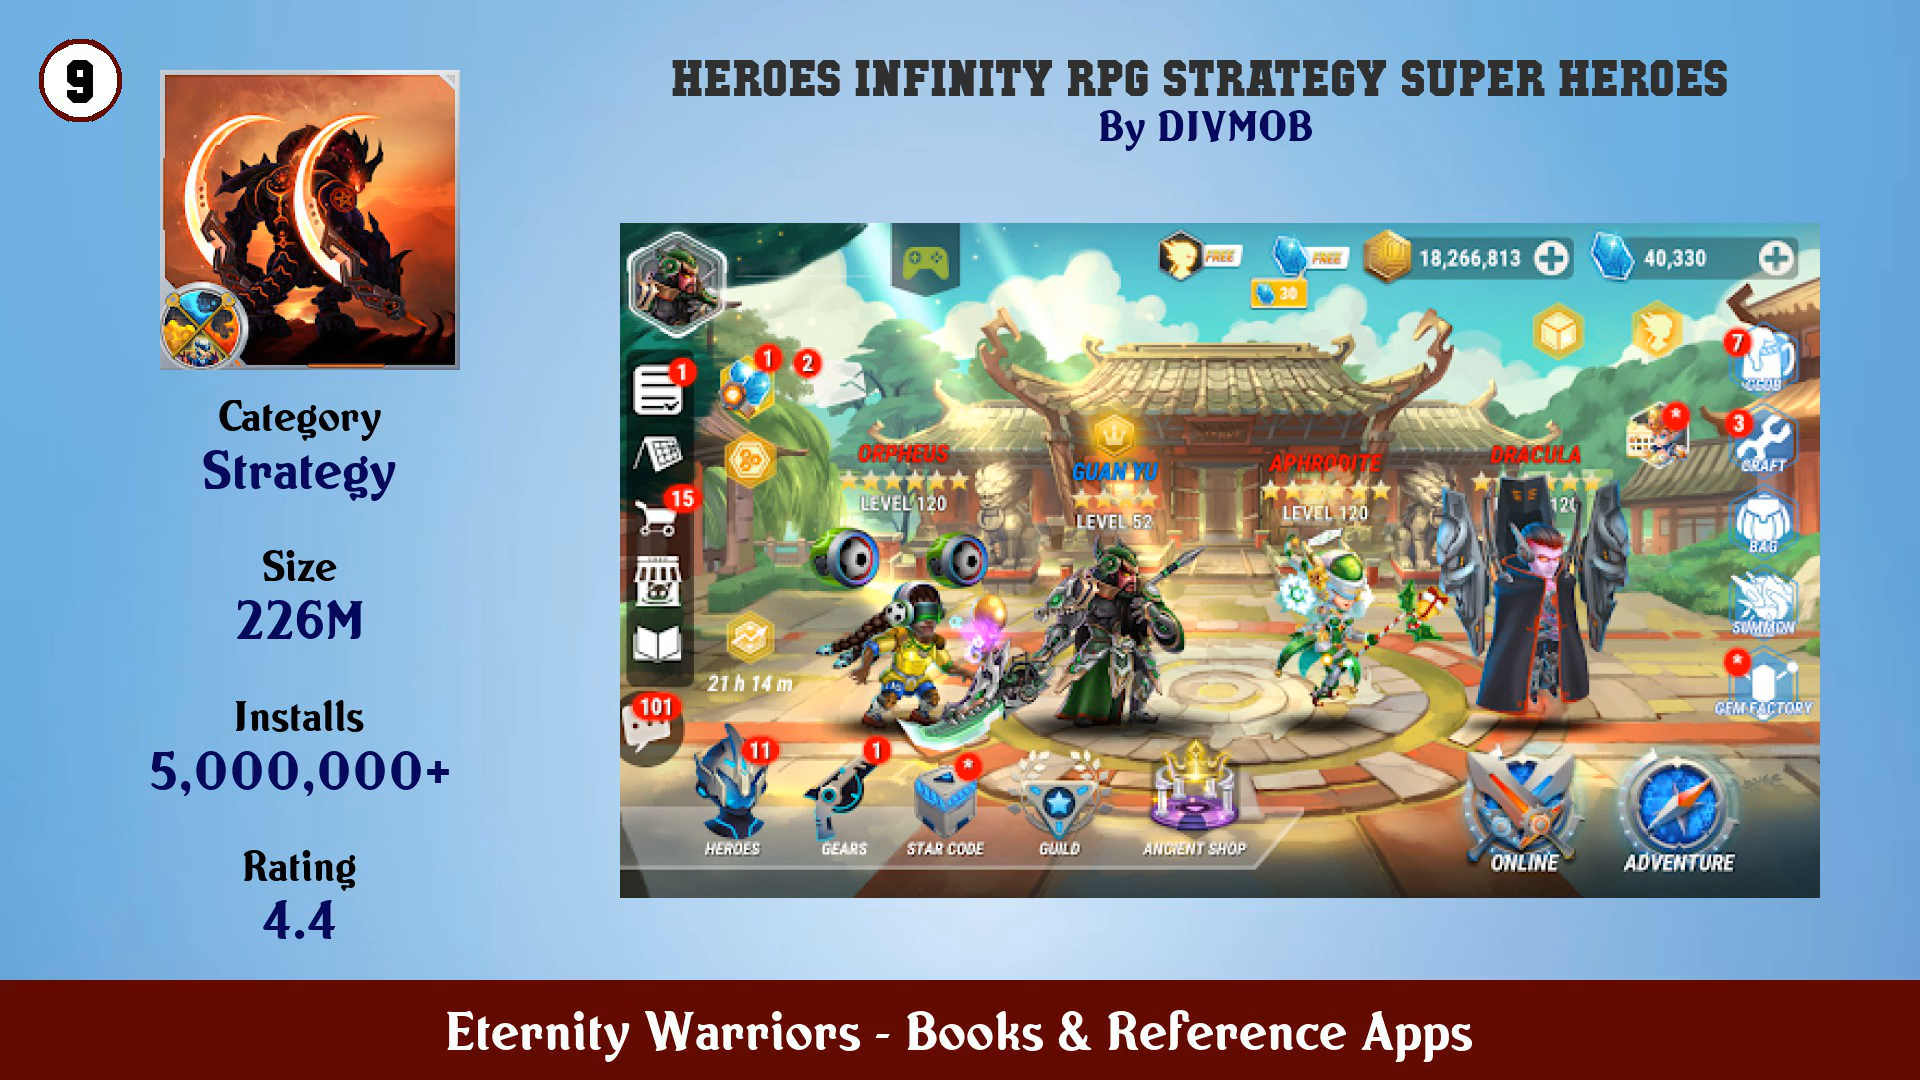 9
HEROES INFINITY RPG STRATEGY SUPER HEROES
By DIVMOB
Category
Strategy
Size
226M
Installs
5,000,000+
Rating
4.4
FREE
FREE
18,266,813
40,330
30
1
1
2
7
CLUB
3
CRAFT
*
15
ORPHEUS
LEVEL 120
GUAN YU
LEVEL 52
APHRODITE
LEVEL 120
DRACULA
120
BAG
SUMMON
*
GEM FACTORY
21 h 14 m
101
11
HEROES
1
GEARS
*
STAR CODE
GUILD
ANCIENT SHOP
ONLINE
ADVENTURE
Eternity Warriors - Books & Reference Apps